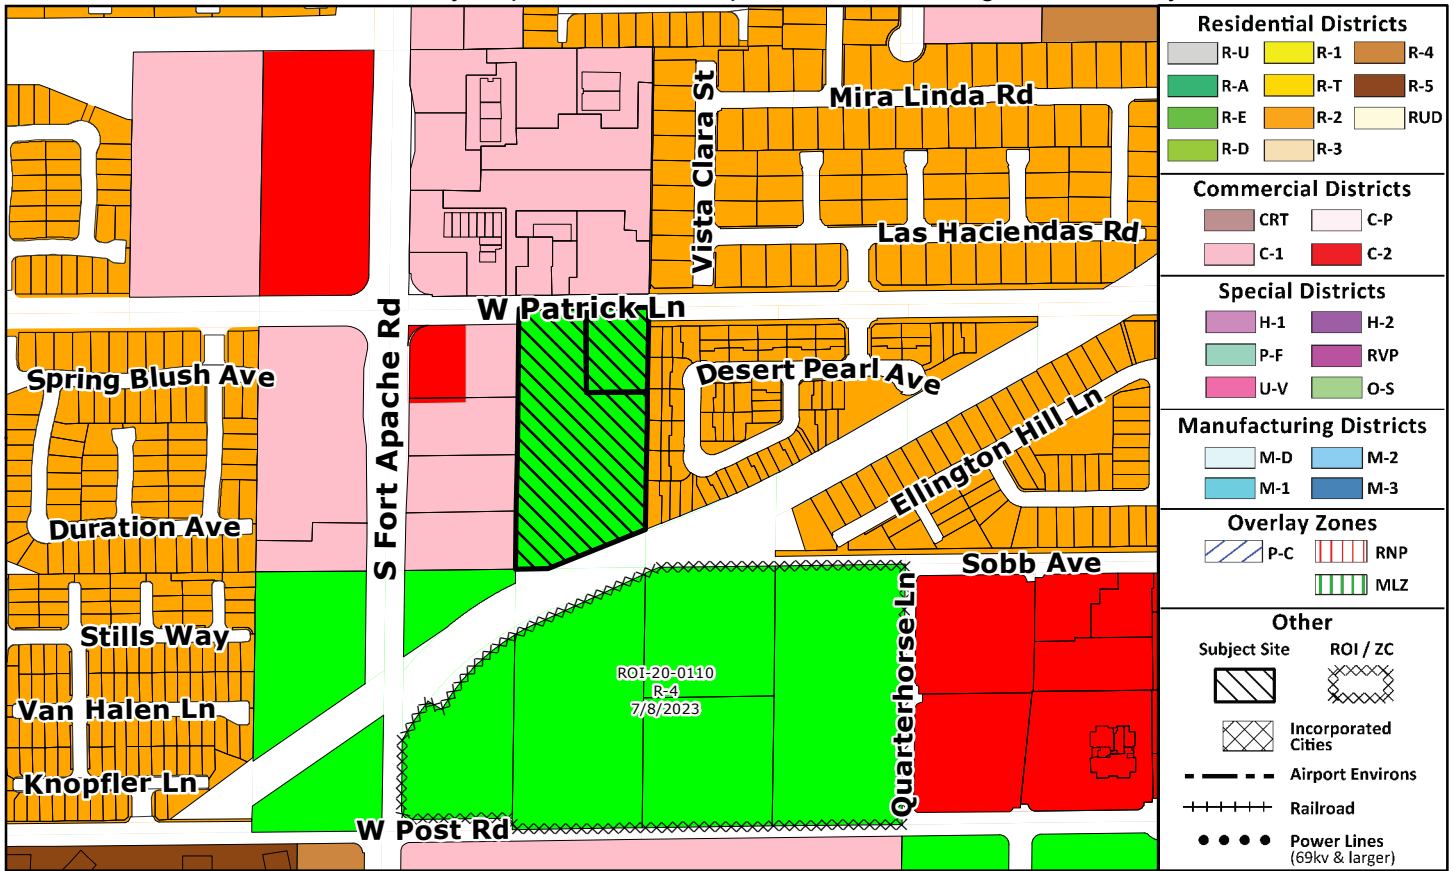 Mira Linda Rd
Vista Clara St
Las Haciendas Rd
W Patrick Ln
S Fort Apache Rd
Spring Blush Ave
Desert Pearl Ave
Ellington Hill Ln
Duration Ave
Sobb Ave
Quarterhorse Ln
Stills Way
ROI-20-0110
R-4
7/8/2023
Van Halen Ln
Knopfler Ln
W Post Rd
Residential Districts
R-U R-1 R-4
R-A R-T R-5
R-E R-2 RUD
R-D R-3
Commercial Districts
CRT C-P
C-1 C-2
Special Districts
H-1 H-2
P-F RVP
U-V O-S
Manufacturing Districts
M-D M-2
M-1 M-3
Overlay Zones
P-C RNP
MLZ
Other
Subject Site ROI / ZC
Incorporated
Cities
Airport Environs
Railroad
Power Lines
(69kv & larger)